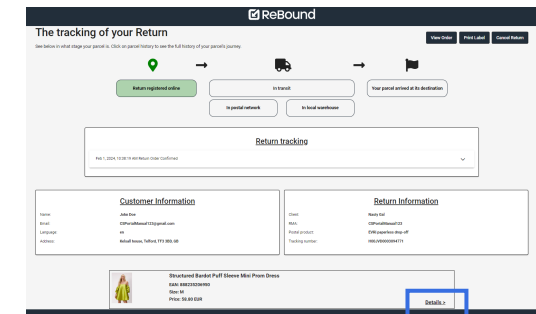 ReBound
The tracking of your Return
See below in what stage your parcel is. Click on parcel history to see the full history of your parcel's journey.
View Order
Print Label
Cancel Return
Return registered online
In transit
Your parcel arrived at its destination
In postal network
In local warehouse
Return tracking
Feb 1, 2024, 10:38:19 AM Return Order Confirmed
Customer Information
Name: John Doe
Email: CSPortalManual123@gmail.com
Language: en
Address:
Return Information
Client: Nasty Gal
RMA: CSPortalManual123
Postal product: EVRI paperless drop-off
Tracking number:
Structured Bardot Puff Sleeve Mini Prom Dress
EAN: 888235206950
Size: M
Price: 50.00 EUR
Details >